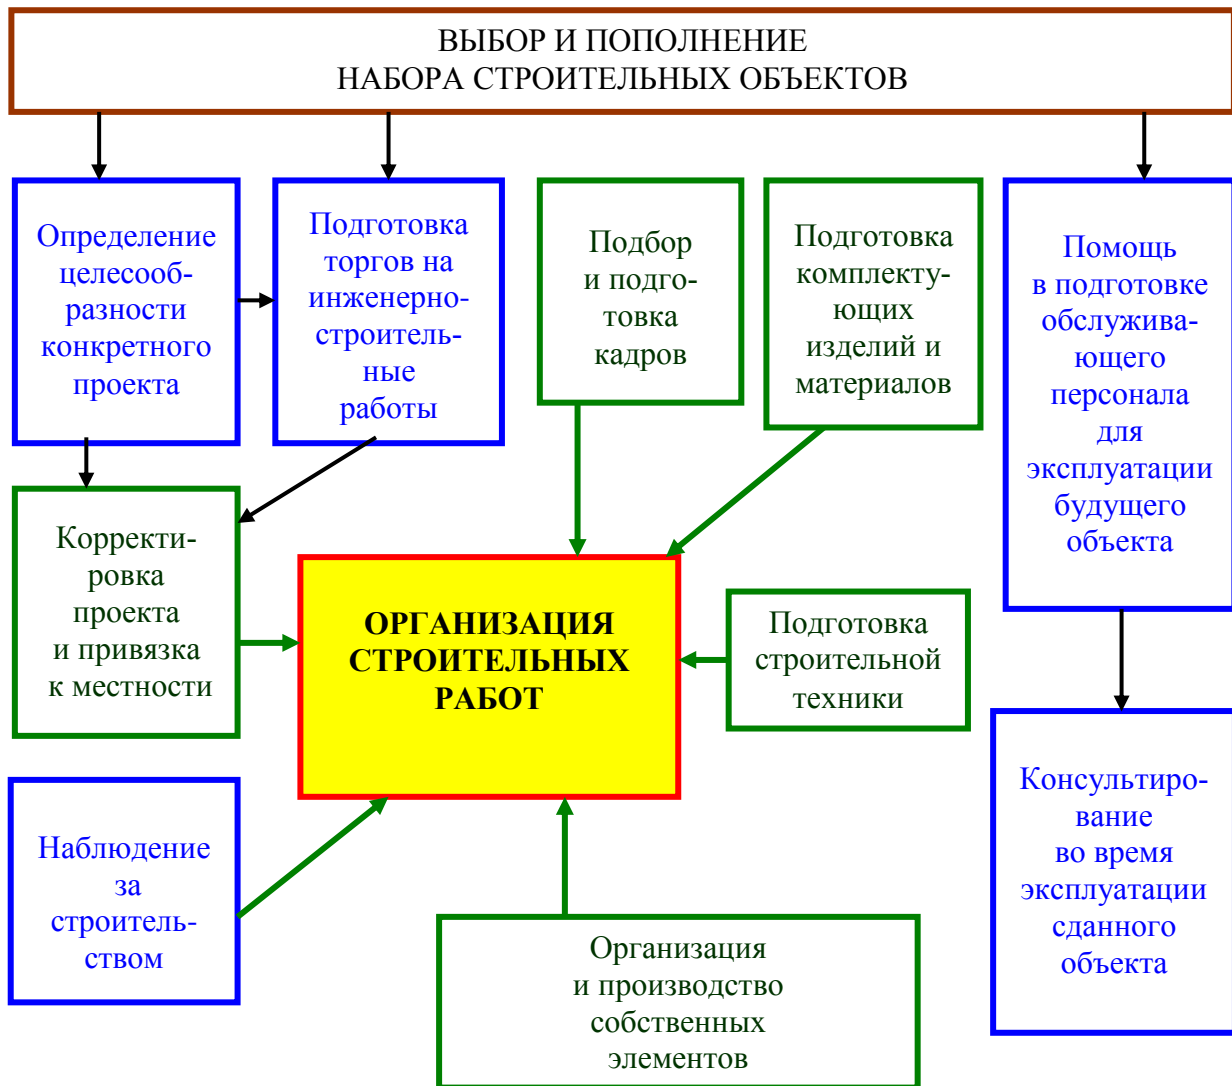 ВЫБОР И ПОПОЛНЕНИЕ
НАБОРА СТРОИТЕЛЬНЫХ ОБЪЕКТОВ
Определение
целесооб-
разности
конкретного
проекта
Подготовка
торгов на
инженерно-
строитель-
ные
работы
Подбор
и подго-
товка
кадров
Подготовка
комплекту-
ющих
изделий и
материалов
Помощь
в подготовке
обслужива-
ющего
персонала
для
эксплуатации
будущего
объекта
Корректи-
ровка
проекта
и привязка
к местности
ОРГАНИЗАЦИЯ
СТРОИТЕЛЬНЫХ
РАБОТ
Подготовка
строительной
техники
Наблюдение
за
строитель-
ством
Организация
и производство
собственных
элементов
Консультиро-
вание
во время
эксплуатации
сданного
объекта